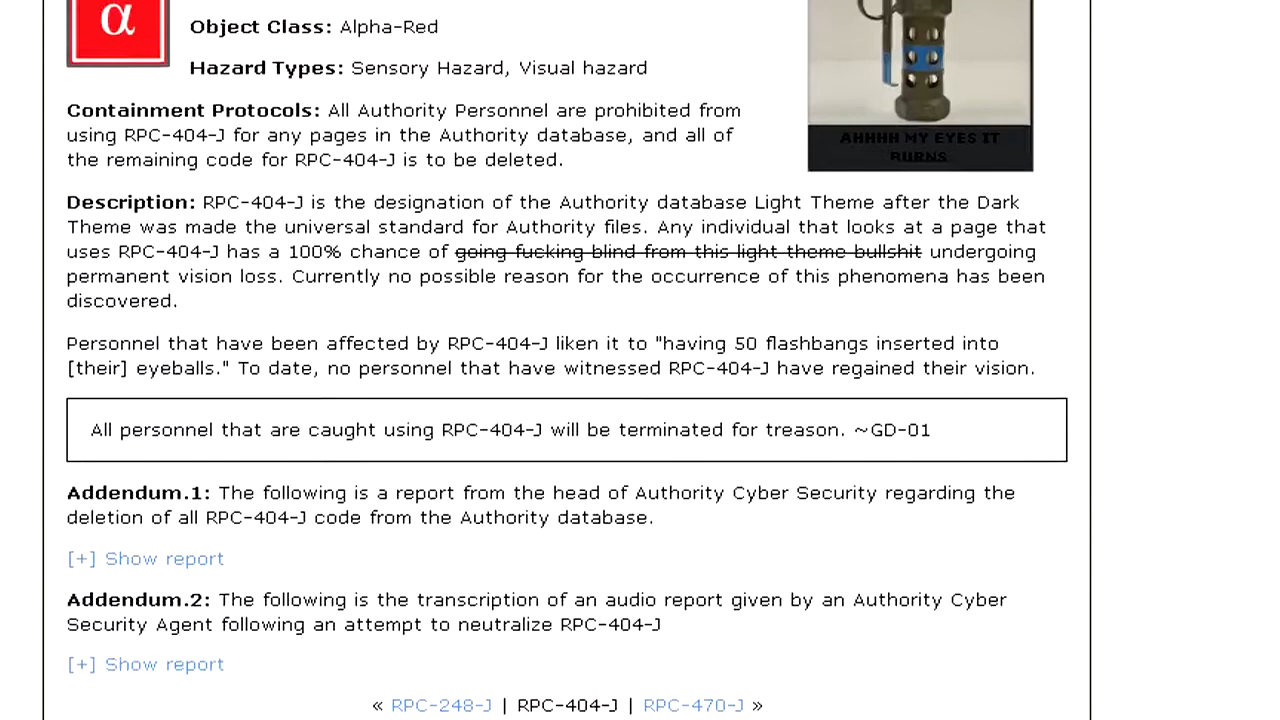 α
Object Class: Alpha-Red
Hazard Types: Sensory Hazard, Visual hazard
Containment Protocols: All Authority Personnel are prohibited from
using RPC-404-J for any pages in the Authority database, and all of
the remaining code for RPC-404-J is to be deleted.
AHHHH MY EYES IT
BURNS
Description: RPC-404-J is the designation of the Authority database Light Theme after the Dark
Theme was made the universal standard for Authority files. Any individual that looks at a page that
uses RPC-404-J has a 100% chance of going fucking blind from this light theme bullshit undergoing
permanent vision loss. Currently no possible reason for the occurrence of this phenomena has been
discovered.
Personnel that have been affected by RPC-404-J liken it to "having 50 flashbangs inserted into
[their] eyeballs." To date, no personnel that have witnessed RPC-404-J have regained their vision.
All personnel that are caught using RPC-404-J will be terminated for treason. ~GD-01
Addendum.1: The following is a report from the head of Authority Cyber Security regarding the
deletion of all RPC-404-J code from the Authority database.
[+] Show report
Addendum.2: The following is the transcription of an audio report given by an Authority Cyber
Security Agent following an attempt to neutralize RPC-404-J
[+] Show report
« RPC-248-J | RPC-404-J | RPC-470-J »